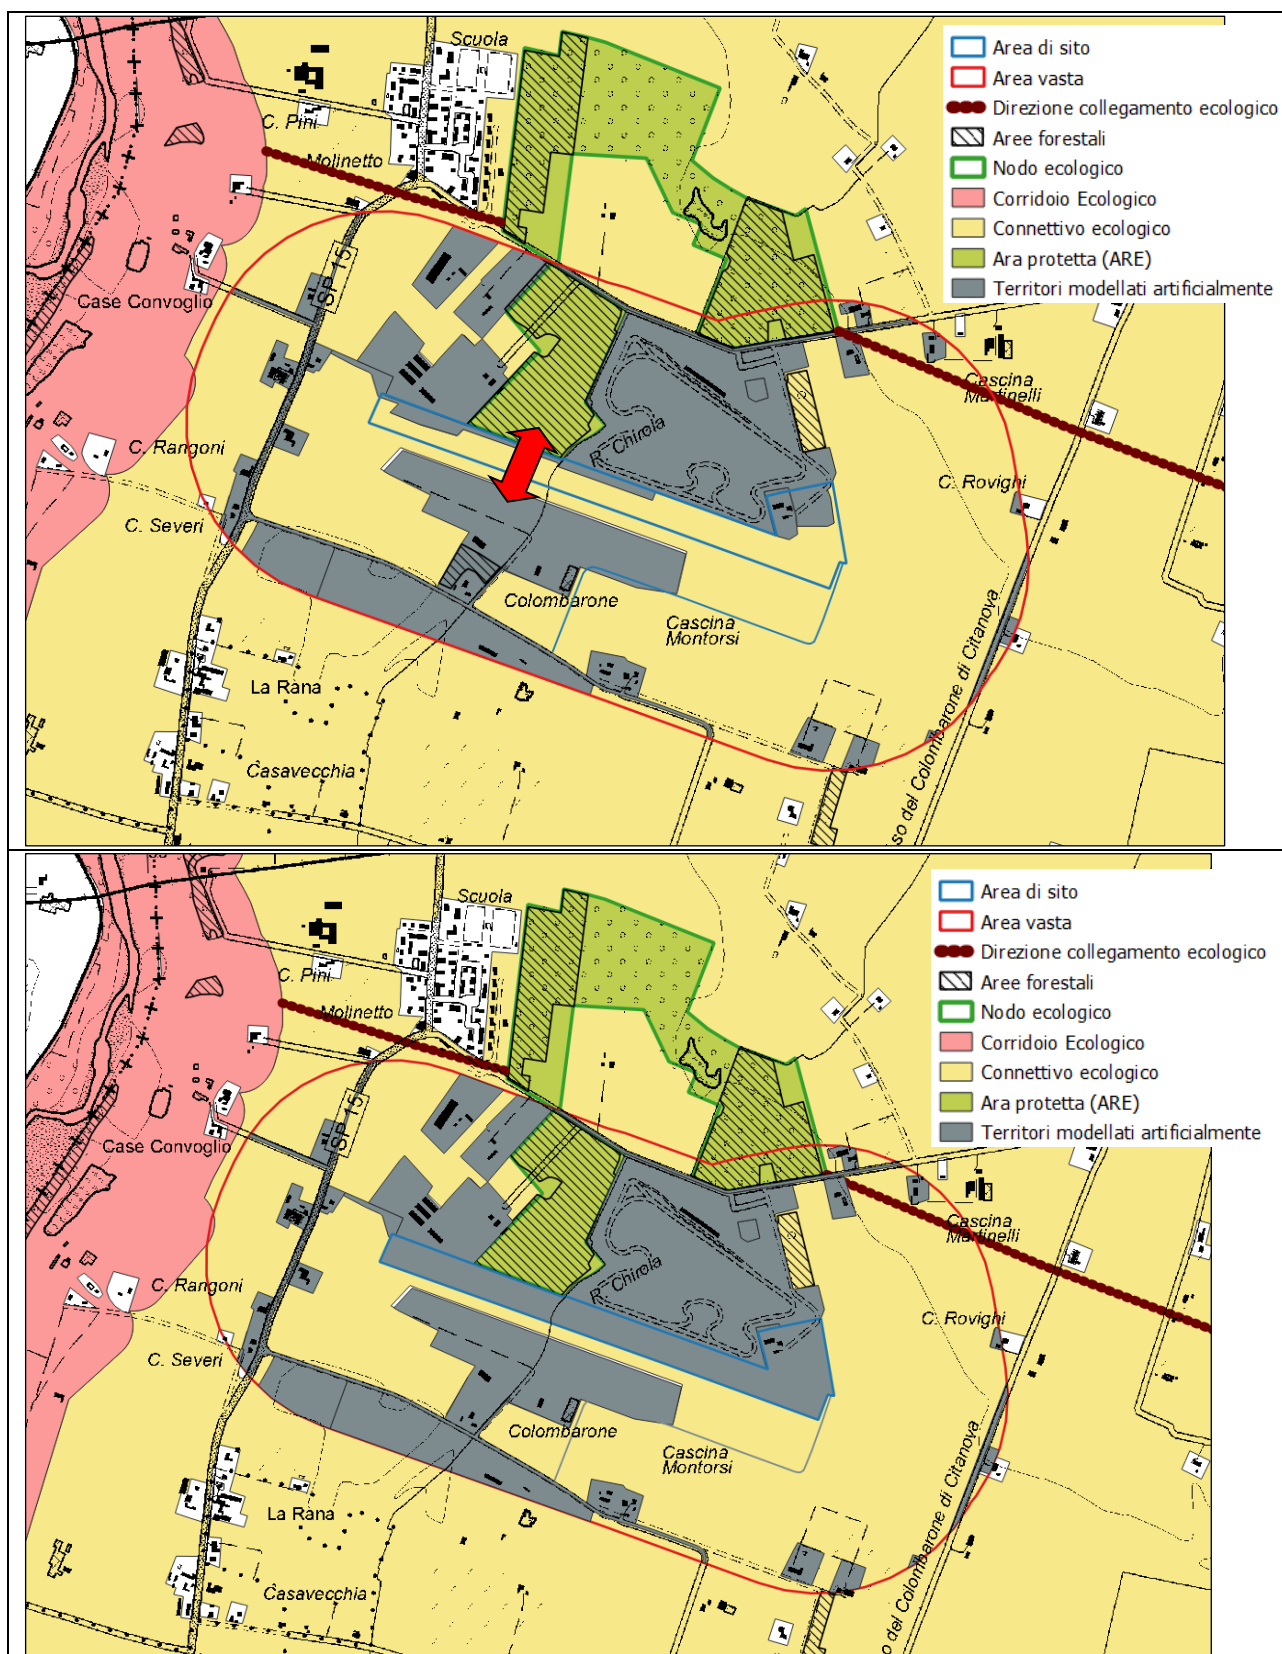 Scuola
C. Pini
Molinetto
SP 15
Case Convoglio
C. Rangoni
C. Severi
R. Chirola
Cascina
Martinelli
C. Rovighi
Colombarone
Cascina
Montorsi
La Rana
Casavecchia
so del Colombarone di Citanova
Area di sito
Area vasta
Direzione collegamento ecologico
Aree forestali
Nodo ecologico
Corridoio Ecologico
Connettivo ecologico
Ara protetta (ARE)
Territori modellati artificialmente
Scuola
C. Pini
Molinetto
SP 15
Case Convoglio
C. Rangoni
C. Severi
R. Chirola
Cascina
Martinelli
C. Rovighi
Colombarone
Cascina
Montorsi
La Rana
Casavecchia
o del Colombarone di Citanova
Area di sito
Area vasta
Direzione collegamento ecologico
Aree forestali
Nodo ecologico
Corridoio Ecologico
Connettivo ecologico
Ara protetta (ARE)
Territori modellati artificialmente